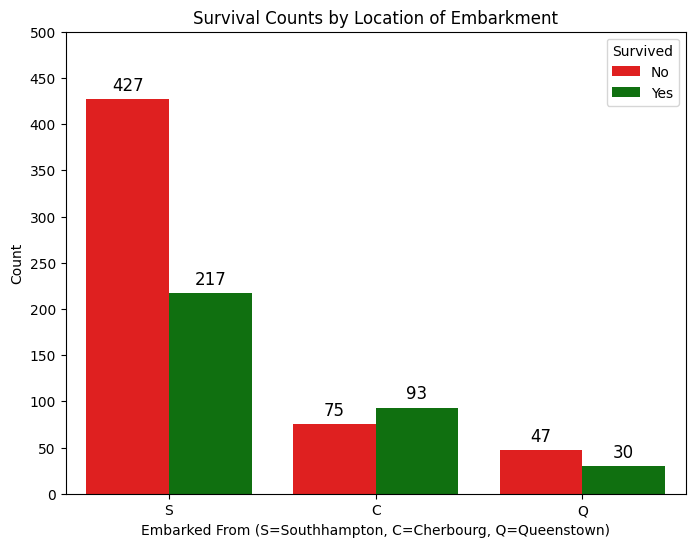 Survival Counts by Location of Embarkment
Count
500
450
400
350
300
250
200
150
100
50
0
427
217
75
93
47
30
Survived
No
Yes
S
C
Q
Embarked From (S=Southhampton, C=Cherbourg, Q=Queenstown)